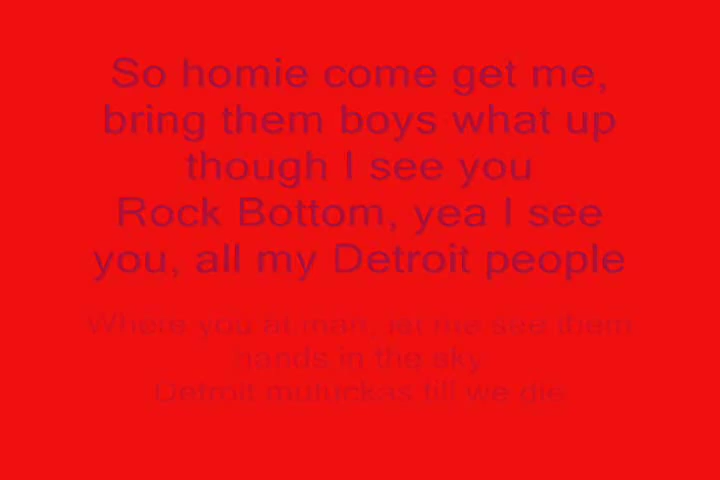 So homie come get me,
bring them boys what up
though I see you
Rock Bottom, yea I see
you, all my Detroit people
Where you at man, let me see them
hands in the sky
Detroit mufuckas till we die